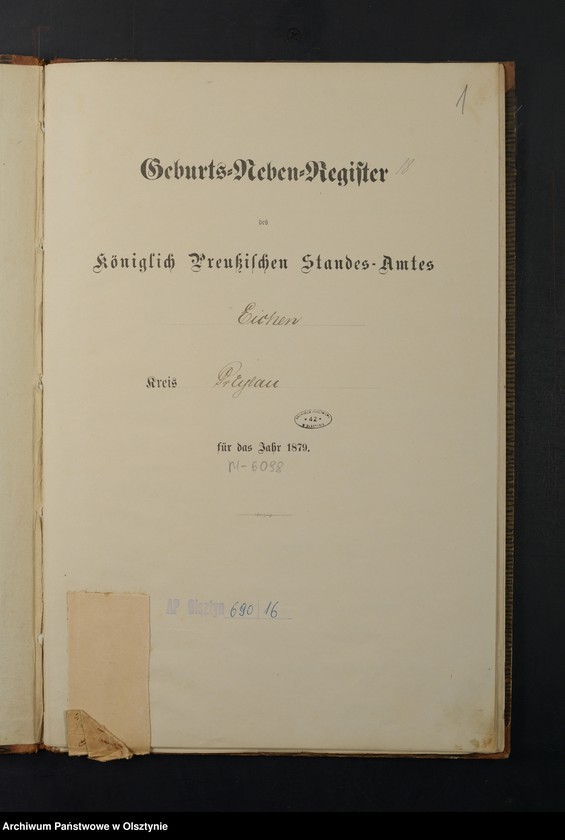 1
Geburts-Neben-Register 18
des
Königlich Preußischen Standes-Amtes
Eichen
Kreis Pr Eylau
42
für das Jahr 1879.
M-6098
AP Olsztyn 690/16
Archiwum Państwowe w Olsztynie